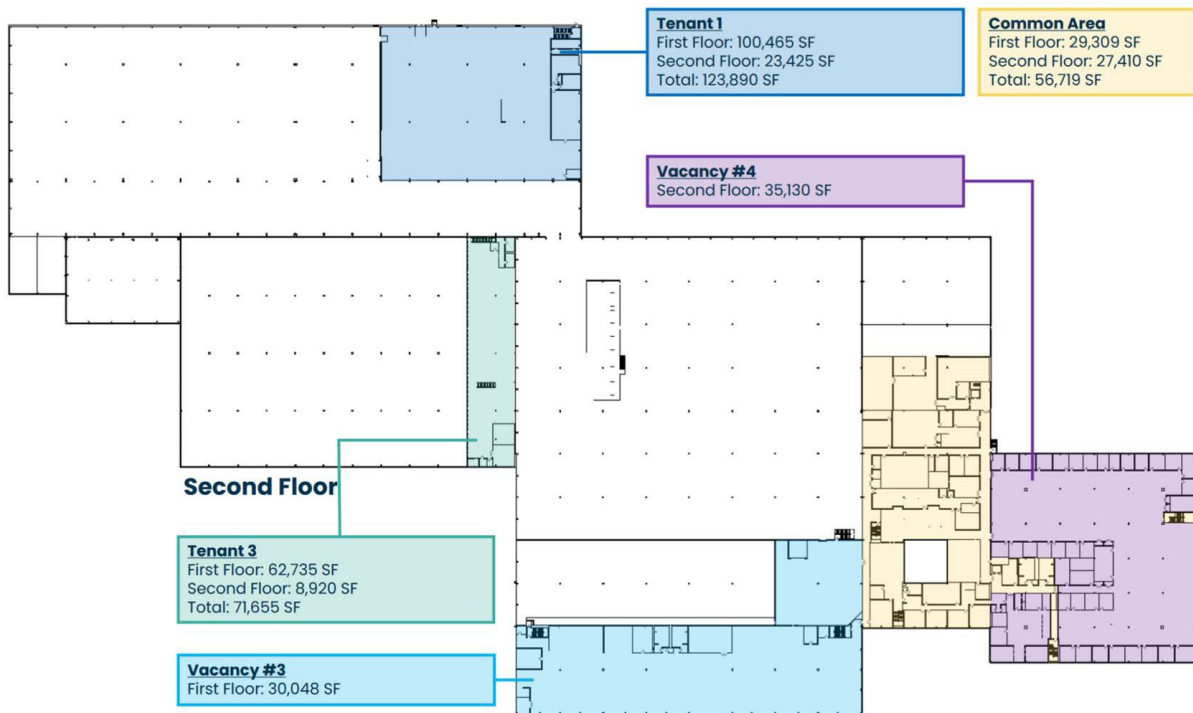 Tenant 1
First Floor: 100,465 SF
Second Floor: 23,425 SF
Total: 123,890 SF
Common Area
First Floor: 29,309 SF
Second Floor: 27,410 SF
Total: 56,719 SF
Vacancy #4
Second Floor: 35,130 SF
Second Floor
Tenant 3
First Floor: 62,735 SF
Second Floor: 8,920 SF
Total: 71,655 SF
Vacancy #3
First Floor: 30,048 SF